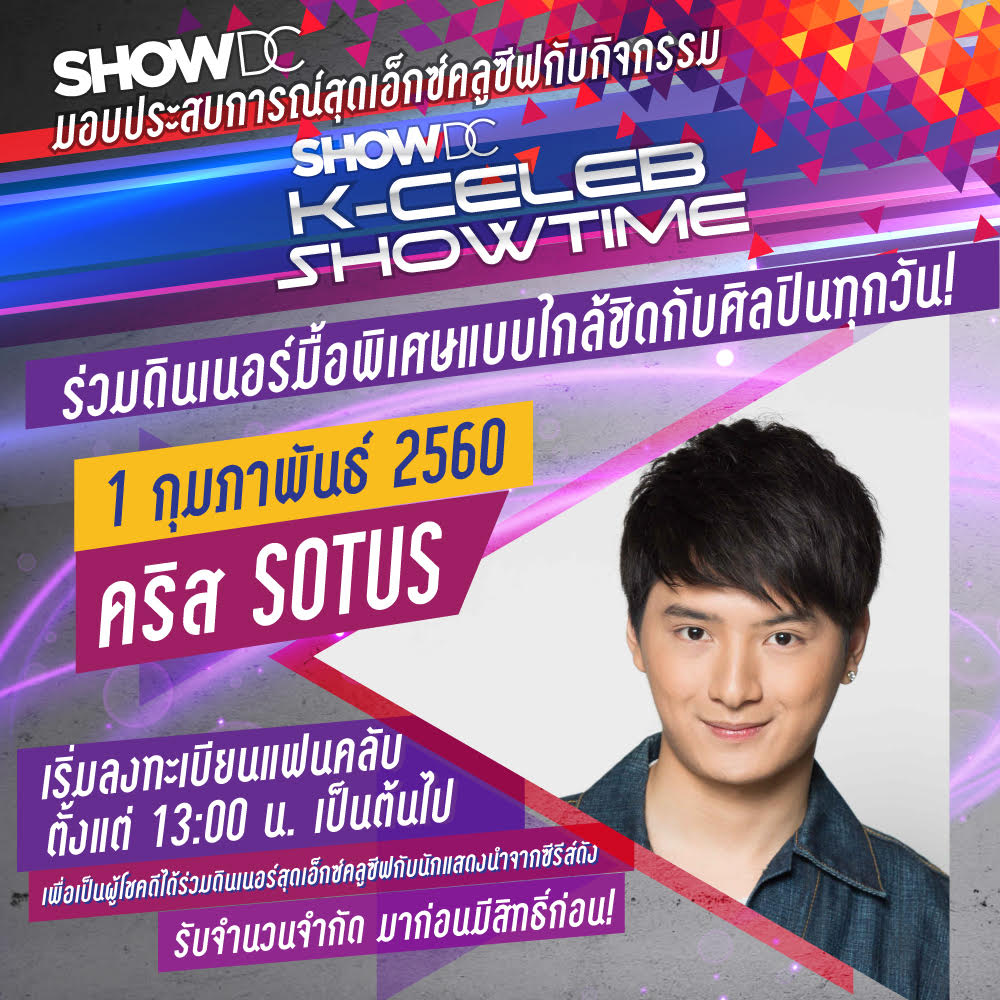 SHOWDC
มอบประสบการณ์สุดเอ็กซ์คลูซีฟกับกิจกรรม
SHOWDC
K-CELEB
SHOWTIME
ร่วมดินเนอร์มื้อพิเศษแบบใกล้ชิดกับศิลปินทุกวัน!
1 กุมภาพันธ์ 2560
คริส SOTUS
เริ่มลงทะเบียนแฟนคลับ
ตั้งแต่ 13:00 น. เป็นต้นไป
เพื่อเป็นผู้โชคดีได้ร่วมดินเนอร์สุดเอ็กซ์คลูซีฟกับนักแสดงนำจากซีรีส์ดัง
รับจำนวนจำกัด มาก่อนมีสิทธิ์ก่อน!